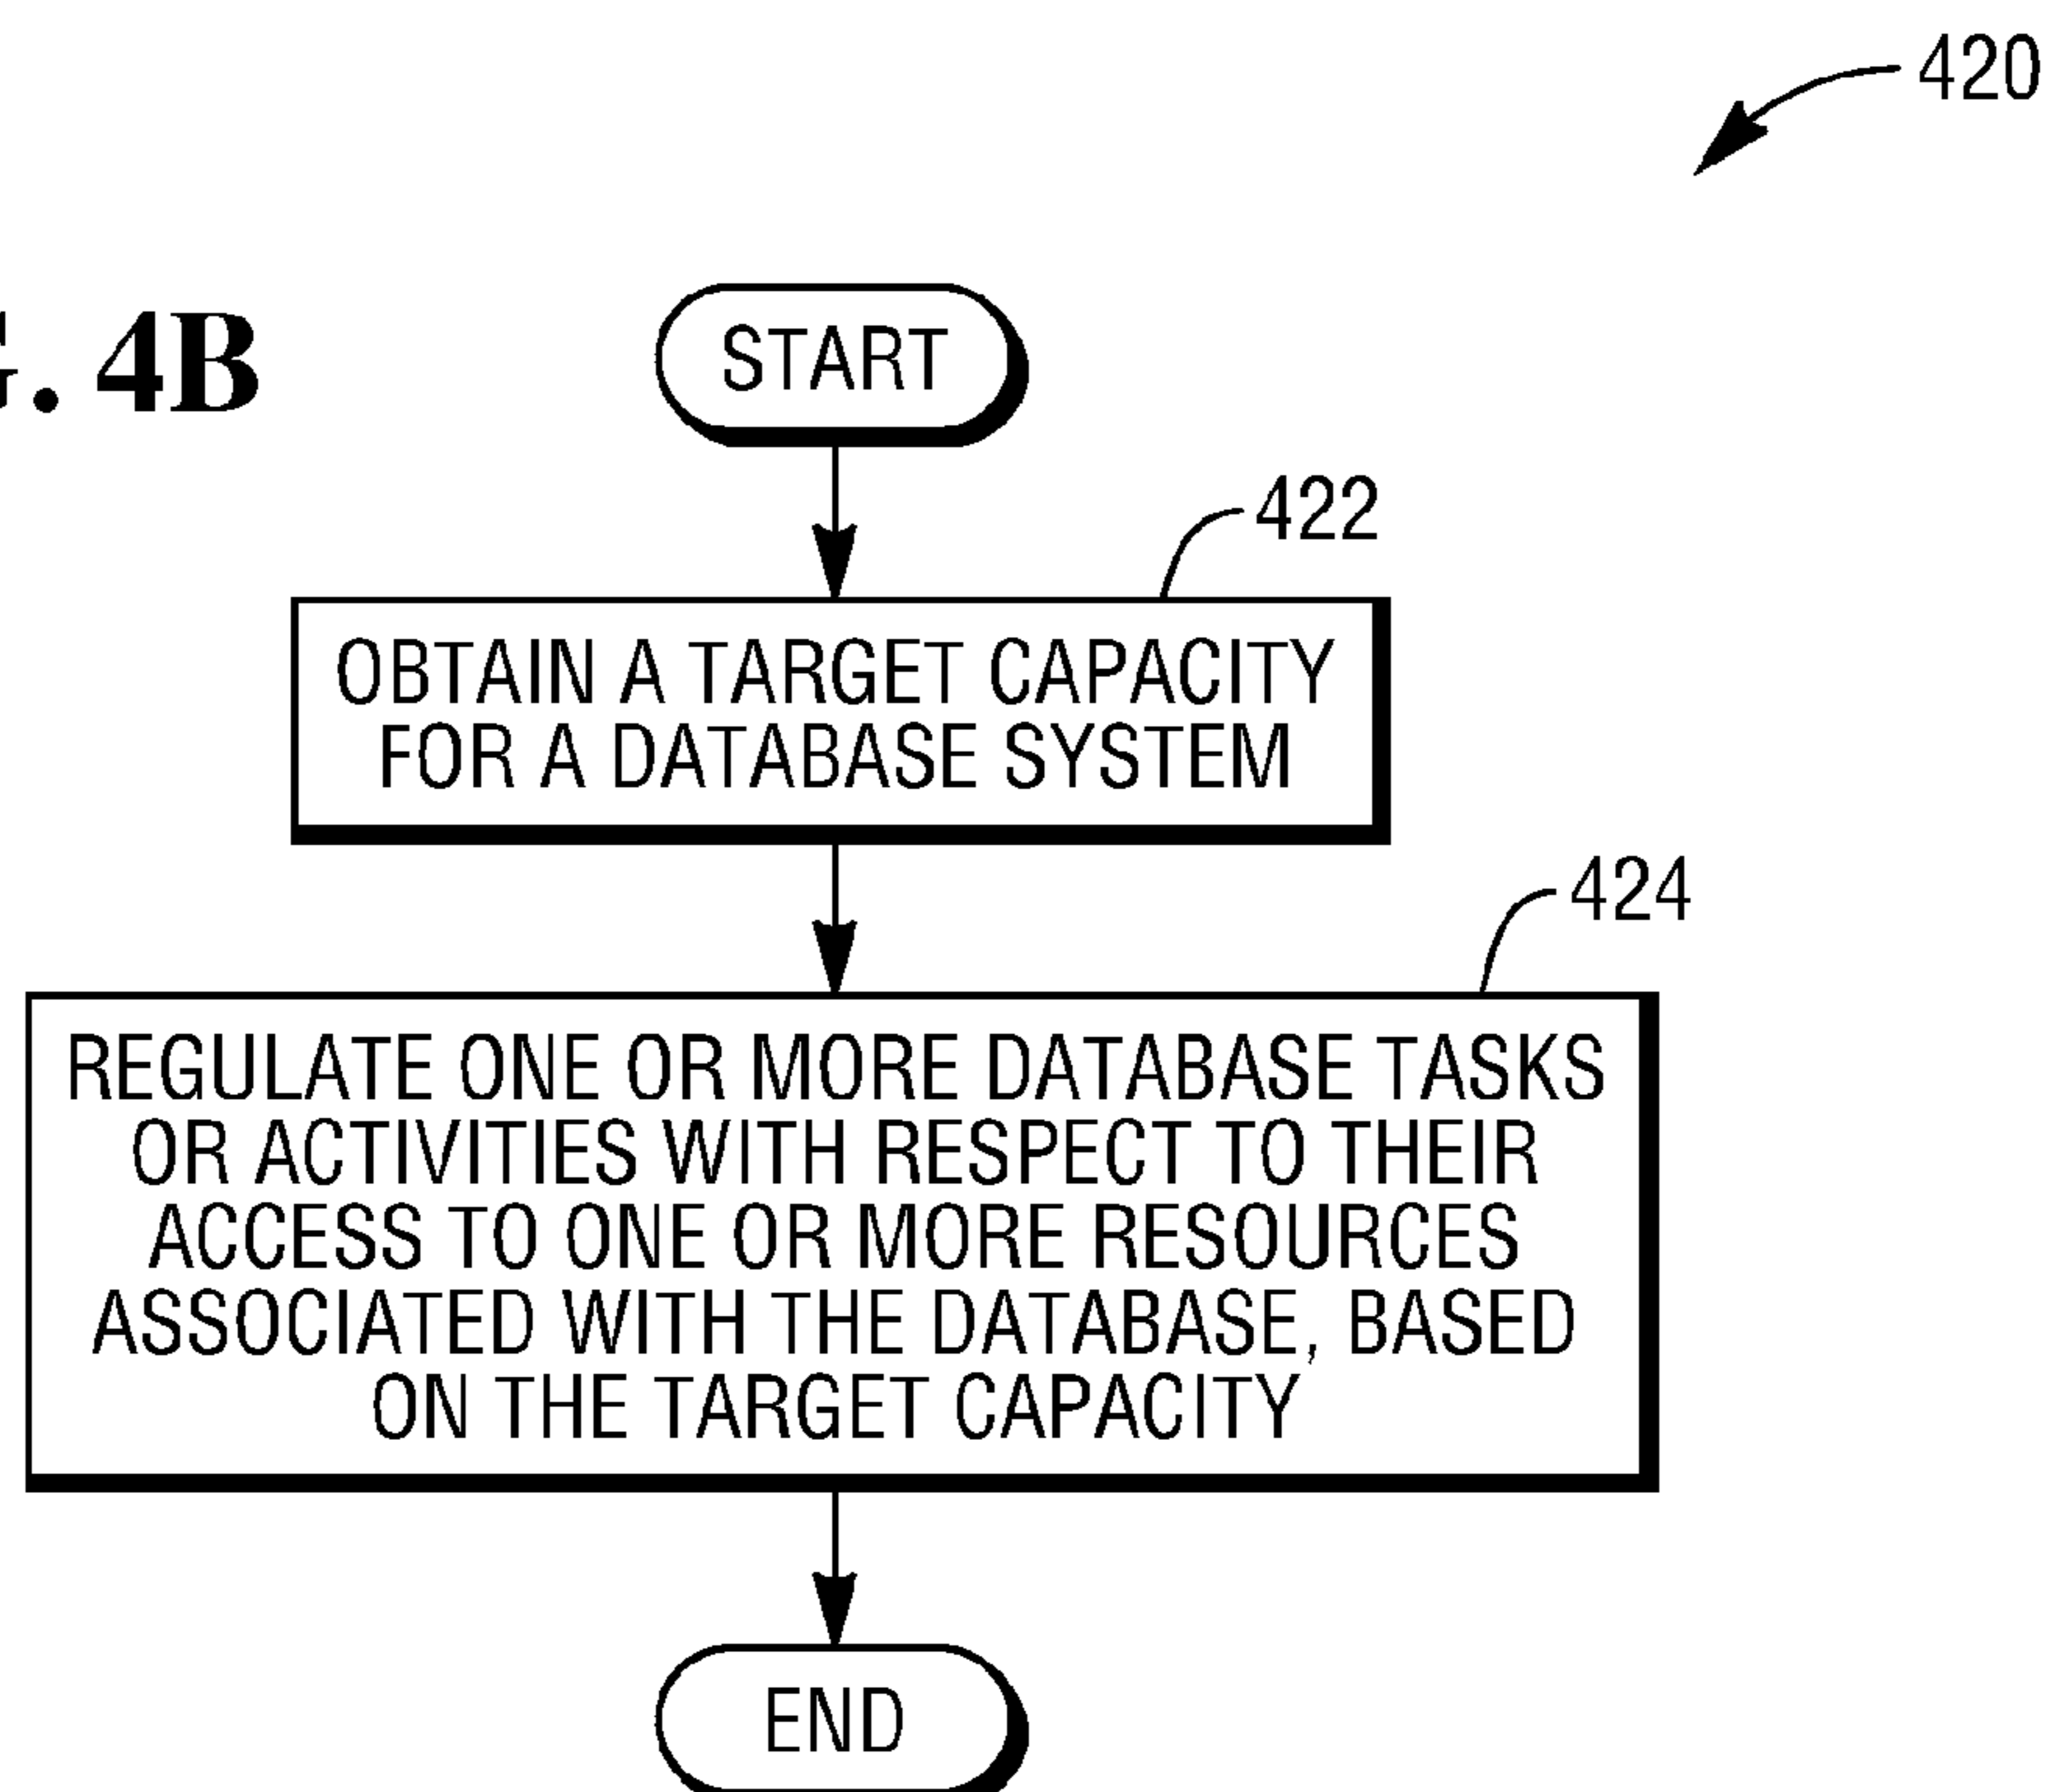 420
4B
START
422
OBTAIN A TARGET CAPACITY
FOR A DATABASE SYSTEM
424
REGULATE ONE OR MORE DATABASE TASKS
OR ACTIVITIES WITH RESPECT TO THEIR
ACCESS TO ONE OR MORE RESOURCES
ASSOCIATED WITH THE DATABASE, BASED
ON THE TARGET CAPACITY
END